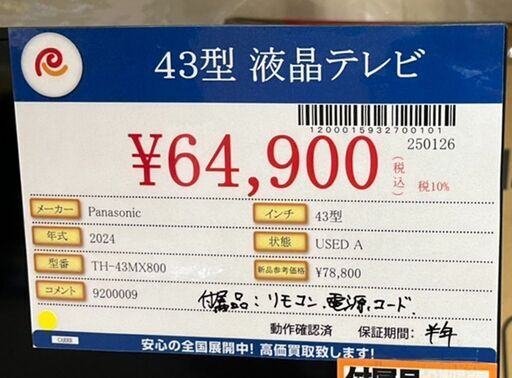 43型 液晶テレビ
1200015932700101
250126
¥64,900
(税込)
税10%
メーカー Panasonic インチ 43型
年式 2024 状態 USED A
型番 TH-43MX800 新品参考価格 ¥78,800
コメント 9200009
付属品:リモコン、電源コード
動作確認済 保証期間: 半年
安心の全国展開中! 高価買取致します!